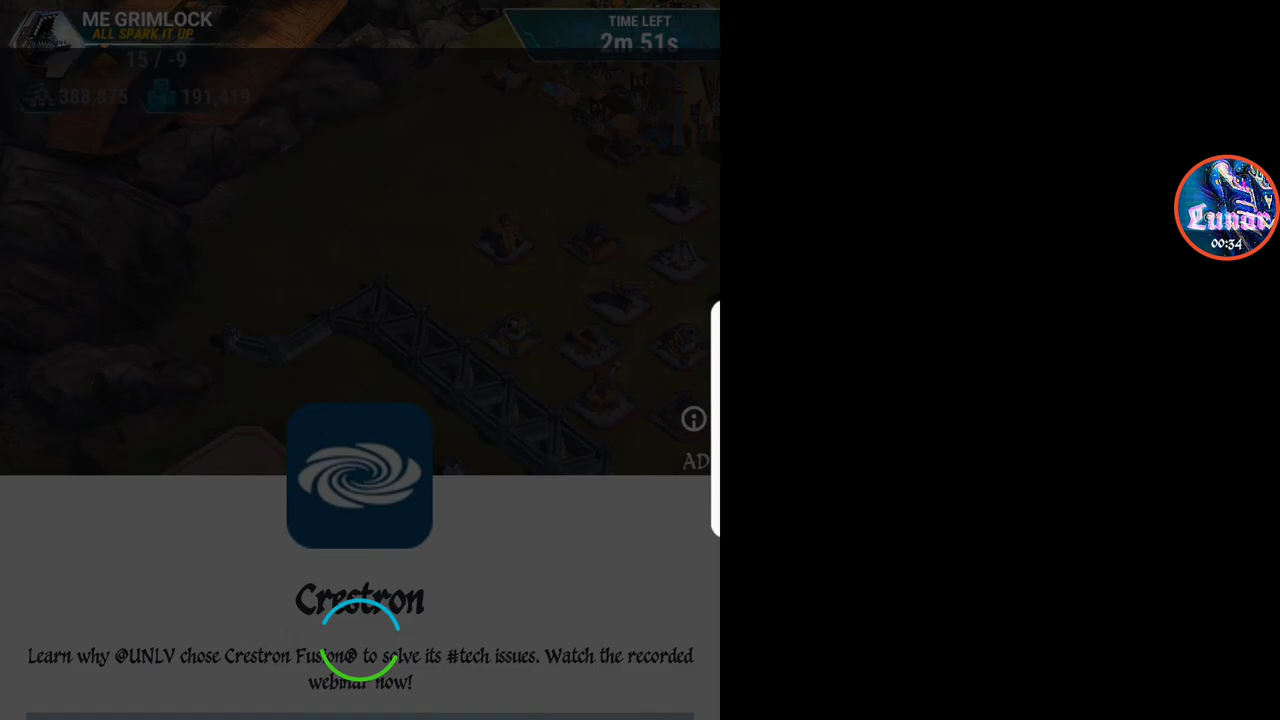 ME GRIMLOCK
ALL SPARK IT UP
15 / -9
388,875 191,419
TIME LEFT
2m 51s
Lunar
00:34
AD
Crestron
Learn why @UNLV chose Crestron Fusion® to solve its #tech issues. Watch the recorded
webinar now!